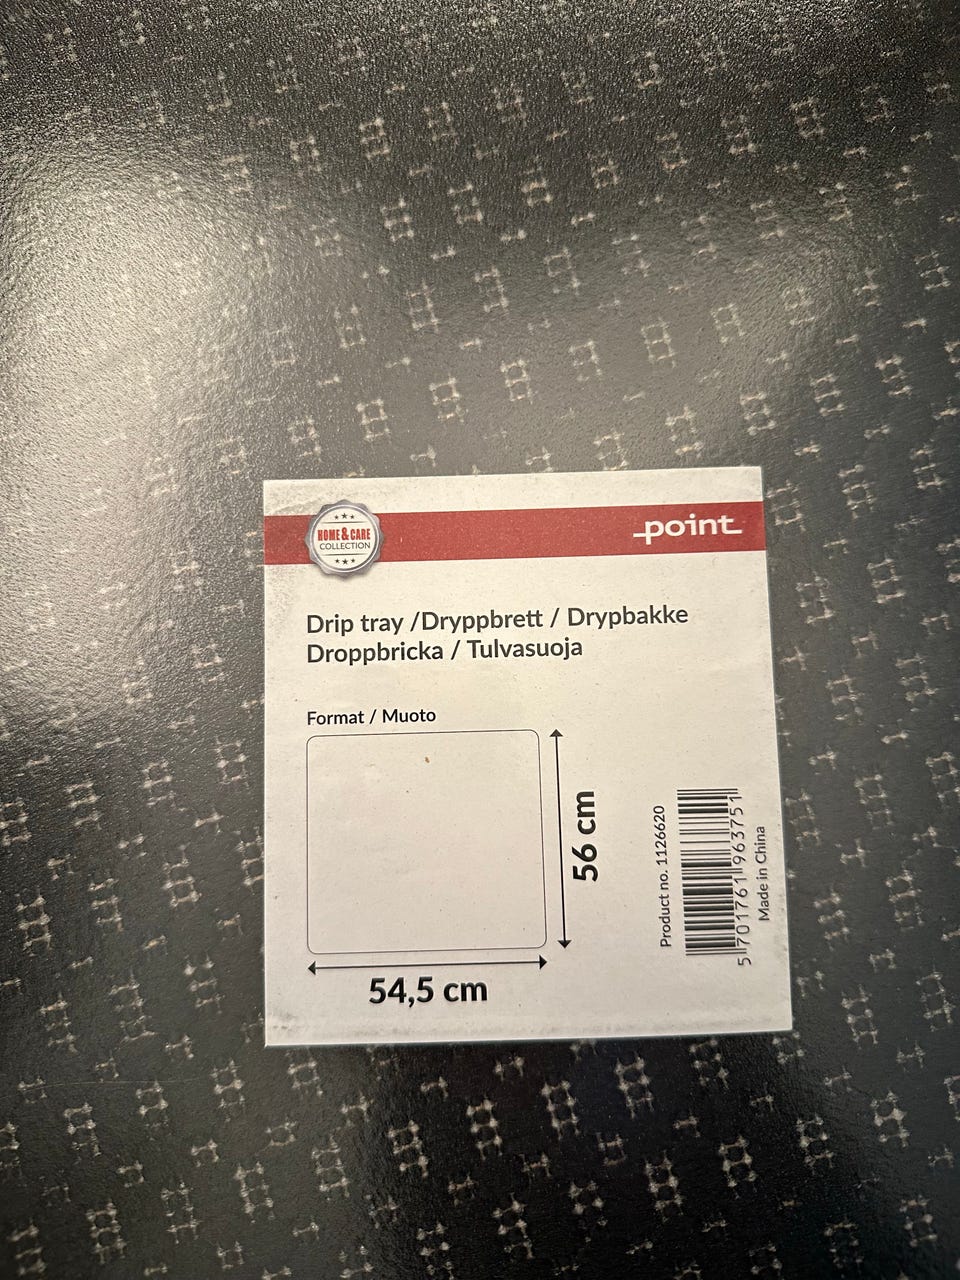 HOME & CARE
COLLECTION
point
Drip tray /Dryppbrett / Drypbakke
Droppbricka / Tulvasuoja
Format / Muoto
56 cm
54,5 cm
Product no. 1126620
5 701761 963751
Made in China